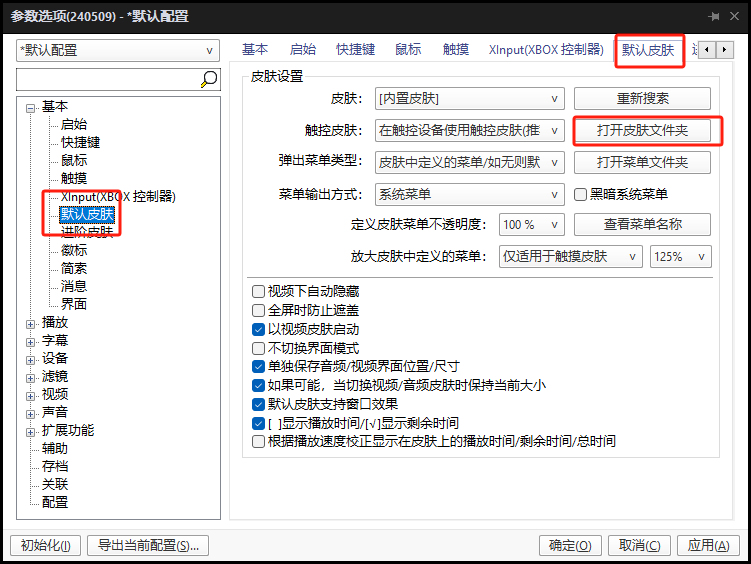 参数选项(240509) - *默认配置
*默认配置
基本
启始
快捷键
鼠标
触摸
XInput(XBOX 控制器)
默认皮肤
进阶皮肤
徽标
简索
消息
界面
播放
字幕
设备
滤镜
视频
声音
扩展功能
辅助
存档
关联
配置
基本 启始 快捷键 鼠标 触摸 XInput(XBOX 控制器) 默认皮肤
皮肤设置
皮肤： [内置皮肤] 重新搜索
触控皮肤： 在触控设备使用触控皮肤(推 打开皮肤文件夹
弹出菜单类型： 皮肤中定义的菜单/如无则默 打开菜单文件夹
菜单输出方式： 系统菜单 黑暗系统菜单
定义皮肤菜单不透明度： 100 % 查看菜单名称
放大皮肤中定义的菜单： 仅适用于触摸皮肤 125%
视频下自动隐藏
全屏时防止遮盖
以视频皮肤启动
不切换界面模式
单独保存音频/视频界面位置/尺寸
如果可能，当切换视频/音频皮肤时保持当前大小
默认皮肤支持窗口效果
[ ]显示播放时间/[√]显示剩余时间
根据播放速度校正显示在皮肤上的播放时间/剩余时间/总时间
初始化(I) 导出当前配置(S)... 确定(O) 取消(C) 应用(A)